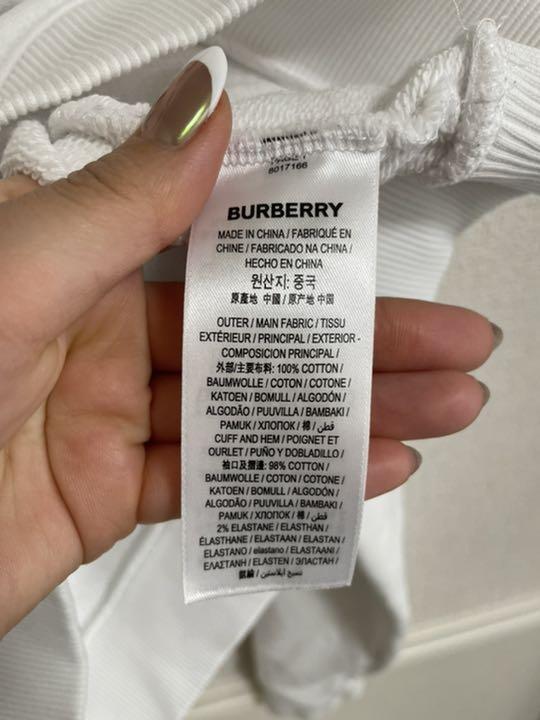 8017166
BURBERRY
MADE IN CHINA / FABRIQUÉ EN
CHINE / FABRICADO NA CHINA /
HECHO EN CHINA
원산지: 중국
原產地 中國 / 原产地 中国
OUTER / MAIN FABRIC / TISSU
EXTÉRIEUR / PRINCIPAL / EXTERIOR -
COMPOSICION PRINCIPAL /
外部/主要布料: 100% COTTON /
BAUMWOLLE / COTON / COTONE /
KATOEN / BOMULL / ALGODÓN /
ALGODÃO / PUUVILLA / BAMBAKI /
PAMUK / ХЛОПОК / 棉 / قطن /
CUFF AND HEM / POIGNET ET
OURLET / PUÑO Y DOBLADILLO /
袖口及摺邊: 98% COTTON /
BAUMWOLLE / COTON / COTONE /
KATOEN / BOMULL / ALGODÓN /
ALGODÃO / PUUVILLA / BAMBAKI /
PAMUK / ХЛОПОК / 棉 / قطن /
2% ELASTANE / ELASTHAN /
ÉLASTHANE / ELASTAAN / ELASTAN /
ELASTANO / elastano / ELASTAANI /
ΕΛΑΣΤΑΝΗ / ELASTEN / ЭЛАСТАН /
نسيج إيلاستين /